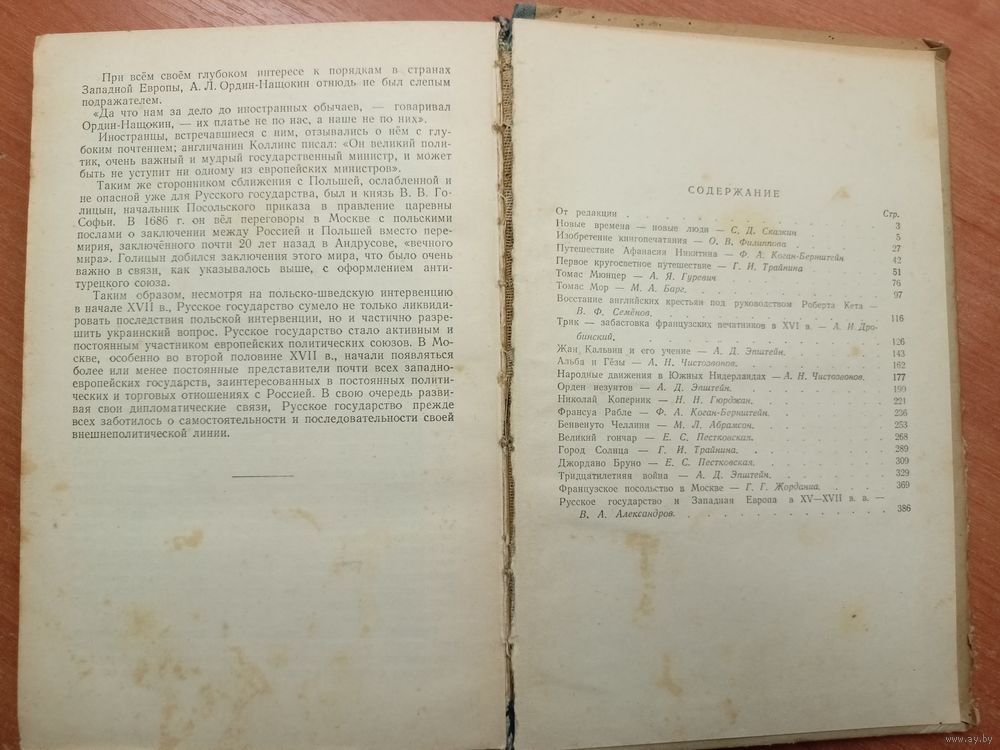 При всём своём глубоком интересе к порядкам в странах
Западной Европы, А. Л. Ордин-Нащокин отнюдь не был слепым
подражателем.
«Да что нам за дело до иностранных обычаев, — говаривал
Ордин-Нащокин, — их платье не по нас, а наше не по них».
Иностранцы, встречавшиеся с ним, отзывались о нём с глу-
боким почтением; англичанин Коллинс писал: «Он великий поли-
тик, очень важный и мудрый государственный министр, и может
быть не уступит ни одному из европейских министров».
Таким же сторонником сближения с Польшей, ослабленной и
не опасной уже для Русского государства, был и князь В. В. Го-
лицын, начальник Посольского приказа в правление царевны
Софьи. В 1686 г. он вёл переговоры в Москве с польскими
послами о заключении между Россией и Польшей вместо пере-
мирия, заключённого почти 20 лет назад в Андрусове, «вечного
мира». Голицын добился заключения этого мира, что было очень
важно в связи, как указывалось выше, с оформлением анти-
турецкого союза.
Таким образом, несмотря на польско-шведскую интервенцию
в начале XVII в., Русское государство сумело не только ликвиди-
ровать последствия польской интервенции, но и частично разре-
шить украинский вопрос. Русское государство стало активным и
постоянным участником европейских политических союзов. В Мо-
скве, особенно во второй половине XVII в., начали появляться
более или менее постоянные представители почти всех западно-
европейских государств, заинтересованных в постоянных полити-
ческих и торговых отношениях с Россией. В свою очередь разви-
вая свои дипломатические связи, Русское государство прежде
всех заботилось о самостоятельности и последовательности своей
внешнеполитической линии.
СОДЕРЖАНИЕ
Стр.
От редакции . . . . . . . . 3
Новые времена — новые люди — С. Д. Сказкин . . . 5
Изобретение книгопечатания — О. В. Филиппова . . . 27
Путешествие Афанасия Никитина — Ф. А. Коган-Бернштейн 42
Первое кругосветное путешествие — Г. И. Трайнина . . 51
Томас Мюнцер — А. Я. Гуревич . . . . . 76
Томас Мор — М. А. Барг. . . . . . . 97
Восстание английских крестьян под руководством Роберта Кета —
В. Ф. Семёнов. . . . . . . . 116
Трик — забастовка французских печатников в XVI в. — А. И. Дро-
бинский, . . . . . . . . 126
Жан Кальвин и его учение — А. Д. Эпштейн. . . . 143
Альба и Гёзы — А. Н. Чистозвонов. . . . . 162
Народные движения в Южных Нидерландах — А. Н. Чистозвонов. 177
Орден иезуитов — А. Д. Эпштейн. . . . . 199
Николай Коперник — Н. Н. Гюрджан. . . . . 221
Франсуа Рабле — Ф. А. Коган-Бернштейн. . . . 236
Бенвенуто Челлини — М. Л. Абрамсон. . . . . 253
Великий гончар — Е. С. Пестковская. . . . . 268
Город Солнца — Г. И. Трайнина. . . . . 289
Джордано Бруно — Е. С. Пестковская. . . . . 309
Тридцатилетняя война — А. Д. Эпштейн. . . . 329
Французское посольство в Москве — Г. Г. Жордания. . . 369
Русское государство и Западная Европа в XV—XVII в. в. —
В. А. Александров. . . . . . . 386
www.ay.by